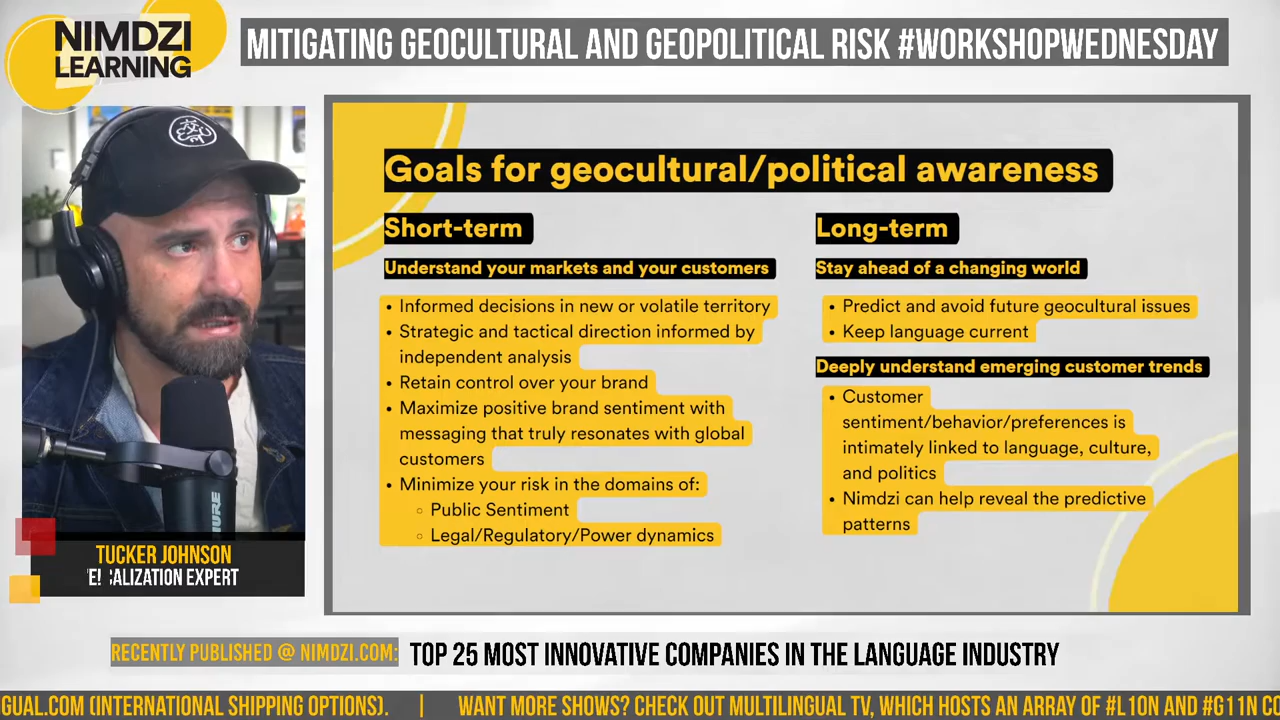 NIMDZI
LEARNING
MITIGATING GEOCULTURAL AND GEOPOLITICAL RISK #WORKSHOPWEDNESDAY
Goals for geocultural/political awareness
Short-term
Understand your markets and your customers
• Informed decisions in new or volatile territory
• Strategic and tactical direction informed by
independent analysis
• Retain control over your brand
• Maximize positive brand sentiment with
messaging that truly resonates with global
customers
• Minimize your risk in the domains of:
◦ Public Sentiment
◦ Legal/Regulatory/Power dynamics
Long-term
Stay ahead of a changing world
• Predict and avoid future geocultural issues
• Keep language current
Deeply understand emerging customer trends
• Customer
sentiment/behavior/preferences is
intimately linked to language, culture,
and politics
• Nimdzi can help reveal the predictive
patterns
TUCKER JOHNSON
'E! :ALIZATION EXPERT
RECENTLY PUBLISHED @ NIMDZI.COM: TOP 25 MOST INNOVATIVE COMPANIES IN THE LANGUAGE INDUSTRY
GUAL.COM (INTERNATIONAL SHIPPING OPTIONS). | WANT MORE SHOWS? CHECK OUT MULTILINGUAL TV, WHICH HOSTS AN ARRAY OF #L10N AND #G11N CO